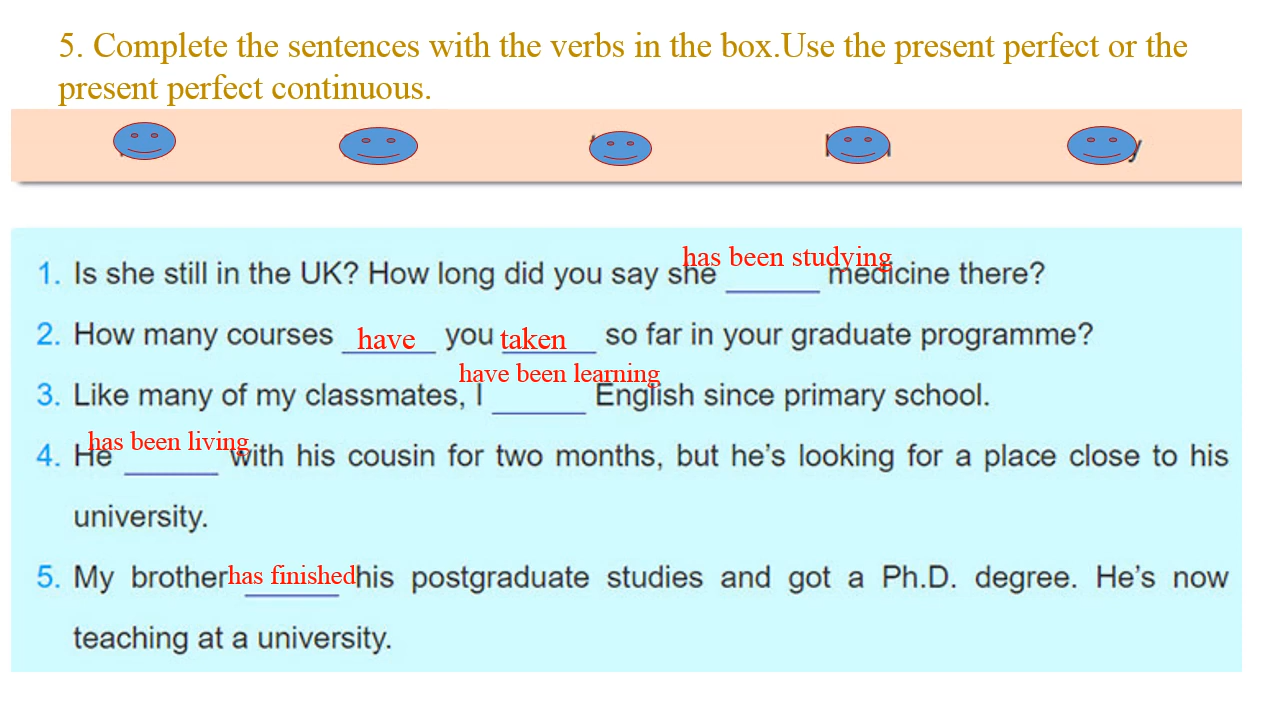 5. Complete the sentences with the verbs in the box.Use the present perfect or the
present perfect continuous.
1. Is she still in the UK? How long did you say she has been studying medicine there?
2. How many courses have you taken so far in your graduate programme?
3. Like many of my classmates, I have been learning English since primary school.
4. He has been living with his cousin for two months, but he's looking for a place close to his
university.
5. My brother has finished his postgraduate studies and got a Ph.D. degree. He's now
teaching at a university.